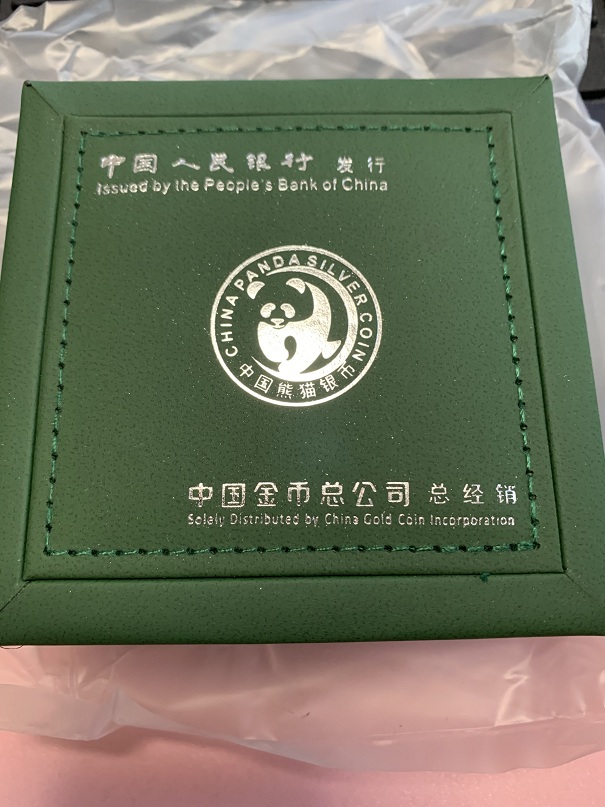 中国人民银行 发行
Issued by the People's Bank of China
CHINA PANDA SILVER COIN
中国熊猫银币
中国金币总公司 总经销
Solely Distributed by China Gold Coin Incorporation